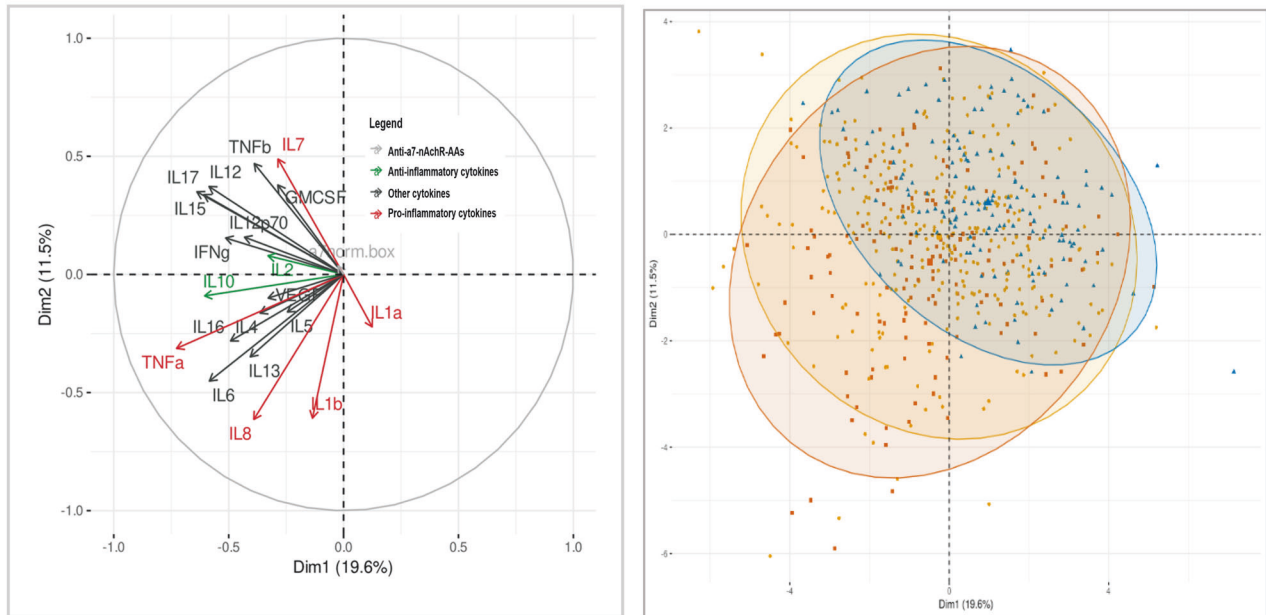 1.0
0.5
0.0
-0.5
-1.0
Dim2 (11.5%)
TNFb
IL7
IL17
IL12
GMCSF
IL15
IL12p70
IFNg
a7norm.box
IL2
IL10
VEGF
IL16
IL4
IL5
IL1a
TNFa
IL13
IL6
IL8
IL1b
Legend
Anti-a7-nAchR-AAs
Anti-inflammatory cytokines
Other cytokines
Pro-inflammatory cytokines
-1.0 -0.5 0.0 0.5 1.0
Dim1 (19.6%)
4
2
0
-2
-4
-6
Dim2 (11.5%)
-4 0 4
Dim1 (19.6%)